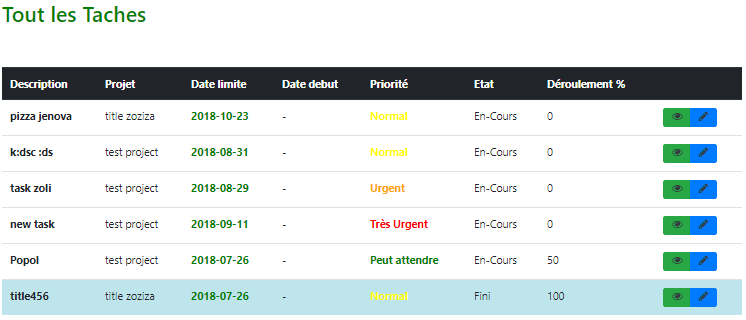 Tout les Taches
Description Projet Date limite Date debut Priorité Etat Déroulement %
pizza jenova title zoziza 2018-10-23 - Normal En-Cours 0
k:dsc :ds test project 2018-08-31 - Normal En-Cours 0
task zoli test project 2018-08-29 - Urgent En-Cours 0
new task test project 2018-09-11 - Très Urgent En-Cours 0
Popol test project 2018-07-26 - Peut attendre En-Cours 50
title456 title zoziza 2018-07-26 - Normal Fini 100